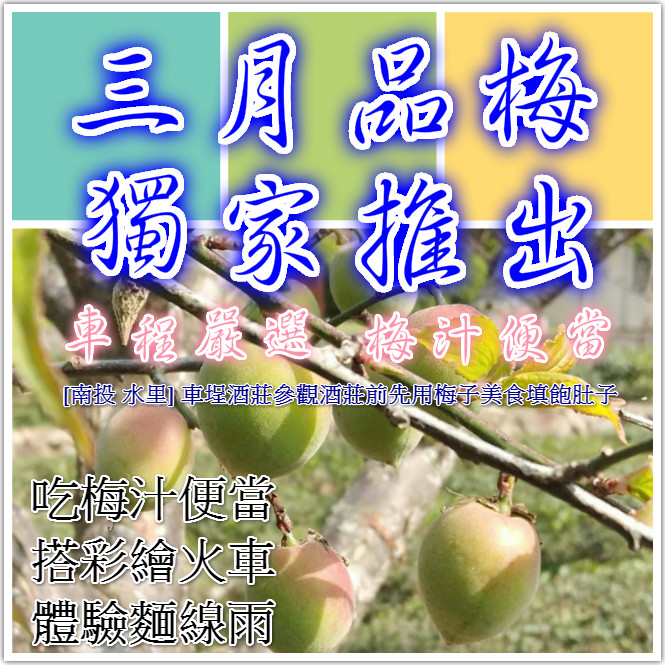 三月品梅
獨家推出
車程嚴選 梅汁便當
[南投 水里] 車埕酒莊參觀酒莊前先用梅子美食填飽肚子
吃梅汁便當
搭彩繪火車
體驗麵線雨